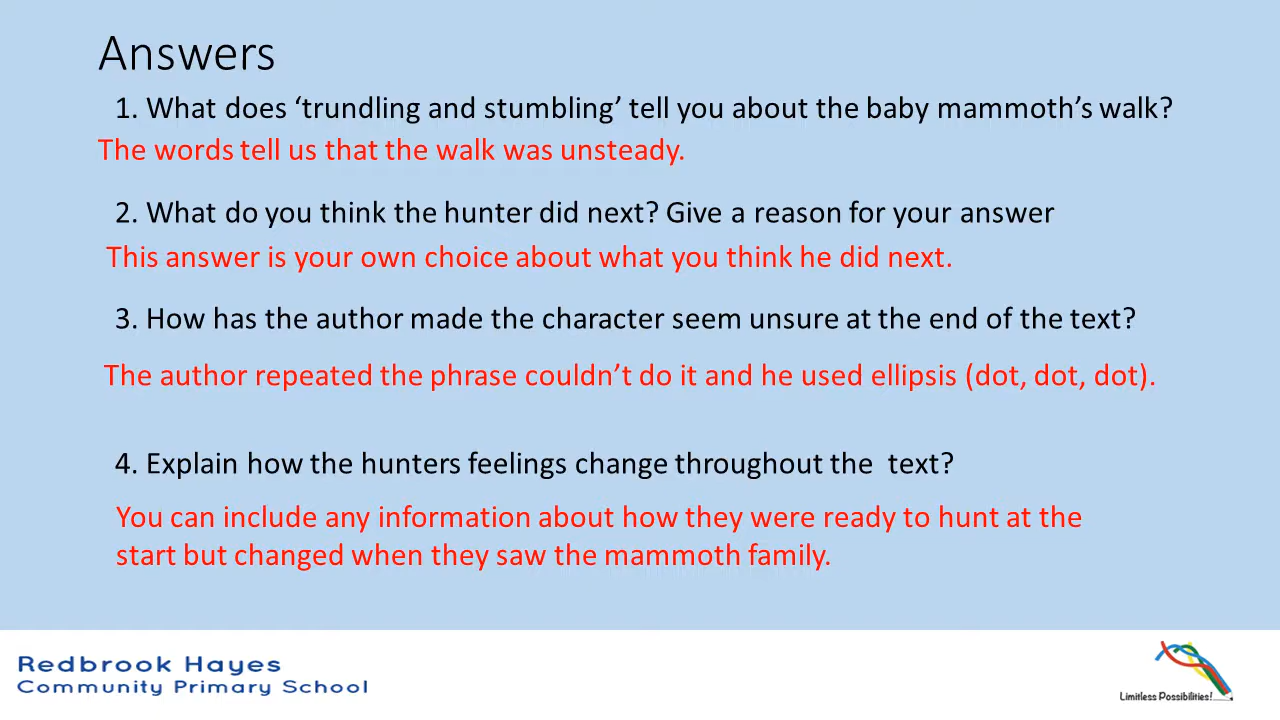 Answers
1. What does ‘trundling and stumbling’ tell you about the baby mammoth’s walk?
The words tell us that the walk was unsteady.
2. What do you think the hunter did next? Give a reason for your answer
This answer is your own choice about what you think he did next.
3. How has the author made the character seem unsure at the end of the text?
The author repeated the phrase couldn’t do it and he used ellipsis (dot, dot, dot).
4. Explain how the hunters feelings change throughout the  text?
You can include any information about how they were ready to hunt at the
start but changed when they saw the mammoth family.
Redbrook Hayes
Community Primary School
Limitless Possibilities!